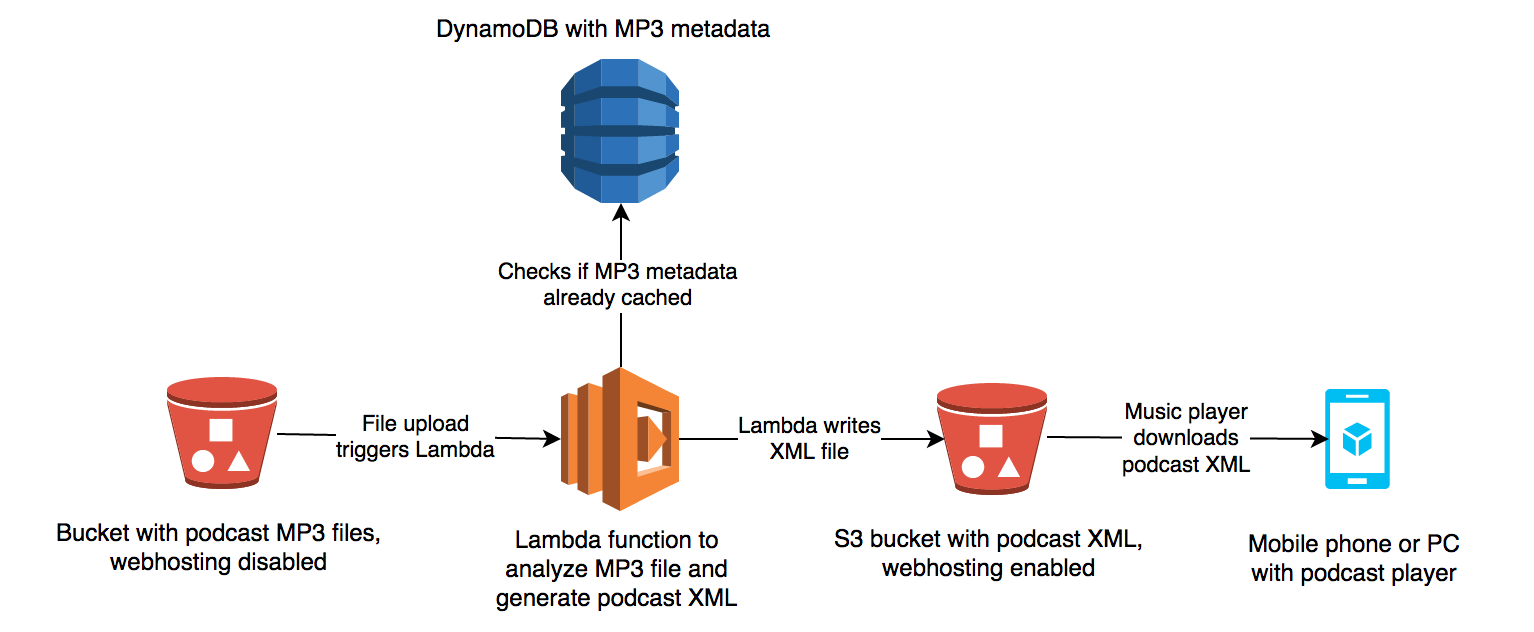 DynamoDB with MP3 metadata
Checks if MP3 metadata
already cached
File upload
triggers Lambda
Lambda writes
XML file
Music player
downloads
podcast XML
Bucket with podcast MP3 files,
webhosting disabled
Lambda function to
analyze MP3 file and
generate podcast XML
S3 bucket with podcast XML,
webhosting enabled
Mobile phone or PC
with podcast player